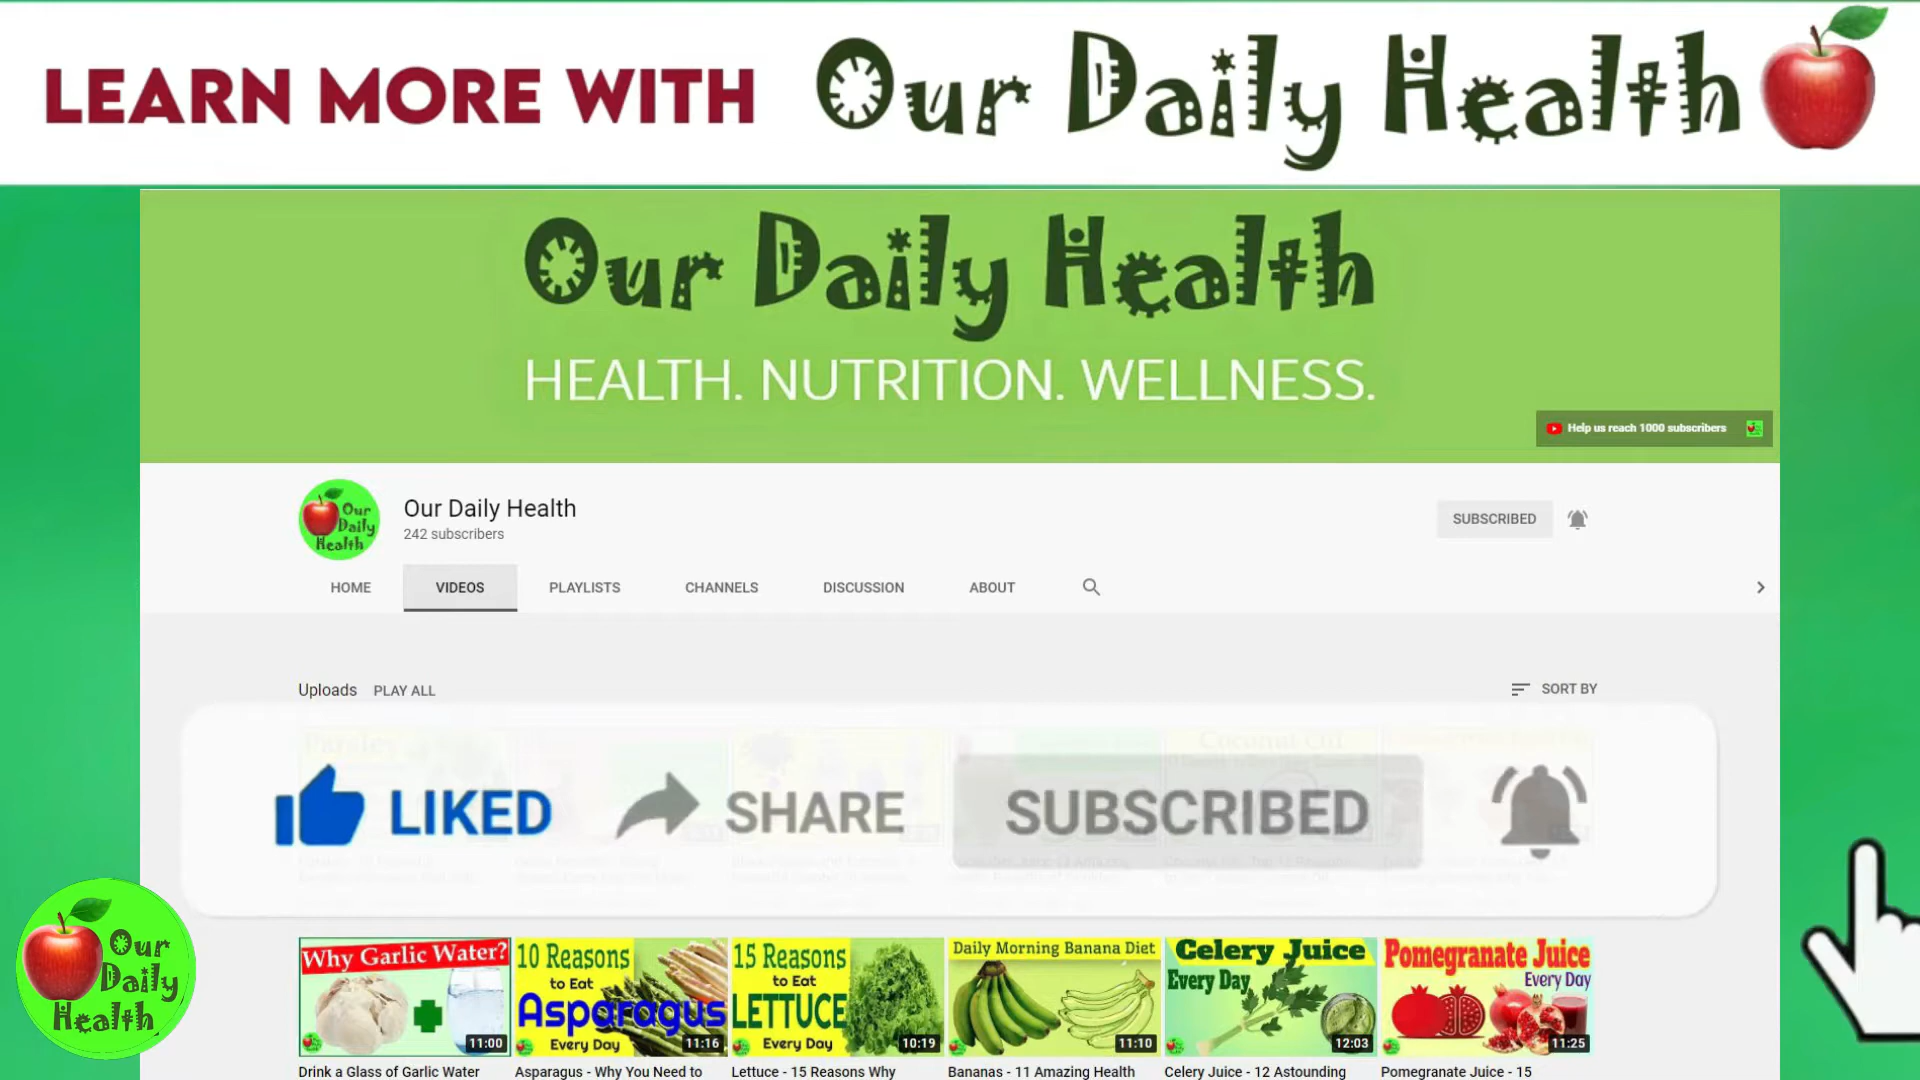 LEARN MORE WITH Our Daily Health
Our Daily Health
HEALTH. NUTRITION. WELLNESS.
Help us reach 1000 subscribers
Our Daily Health
Our Daily Health
242 subscribers
SUBSCRIBED
HOME VIDEOS PLAYLISTS CHANNELS DISCUSSION ABOUT
Uploads PLAY ALL SORT BY
Parsley
Coconut Oil
LIKED SHARE SUBSCRIBED
Our Daily Health
Why Garlic Water?
11:00
10 Reasons
to Eat
Asparagus
Every Day
11:16
15 Reasons
to Eat
LETTUCE
Every Day
10:19
Daily Morning Banana Diet
11:10
Celery Juice
Every Day
12:03
Pomegranate Juice
Every Day
11:25
Drink a Glass of Garlic Water
Asparagus - Why You Need to
Lettuce - 15 Reasons Why
Bananas - 11 Amazing Health
Celery Juice - 12 Astounding
Pomegranate Juice - 15